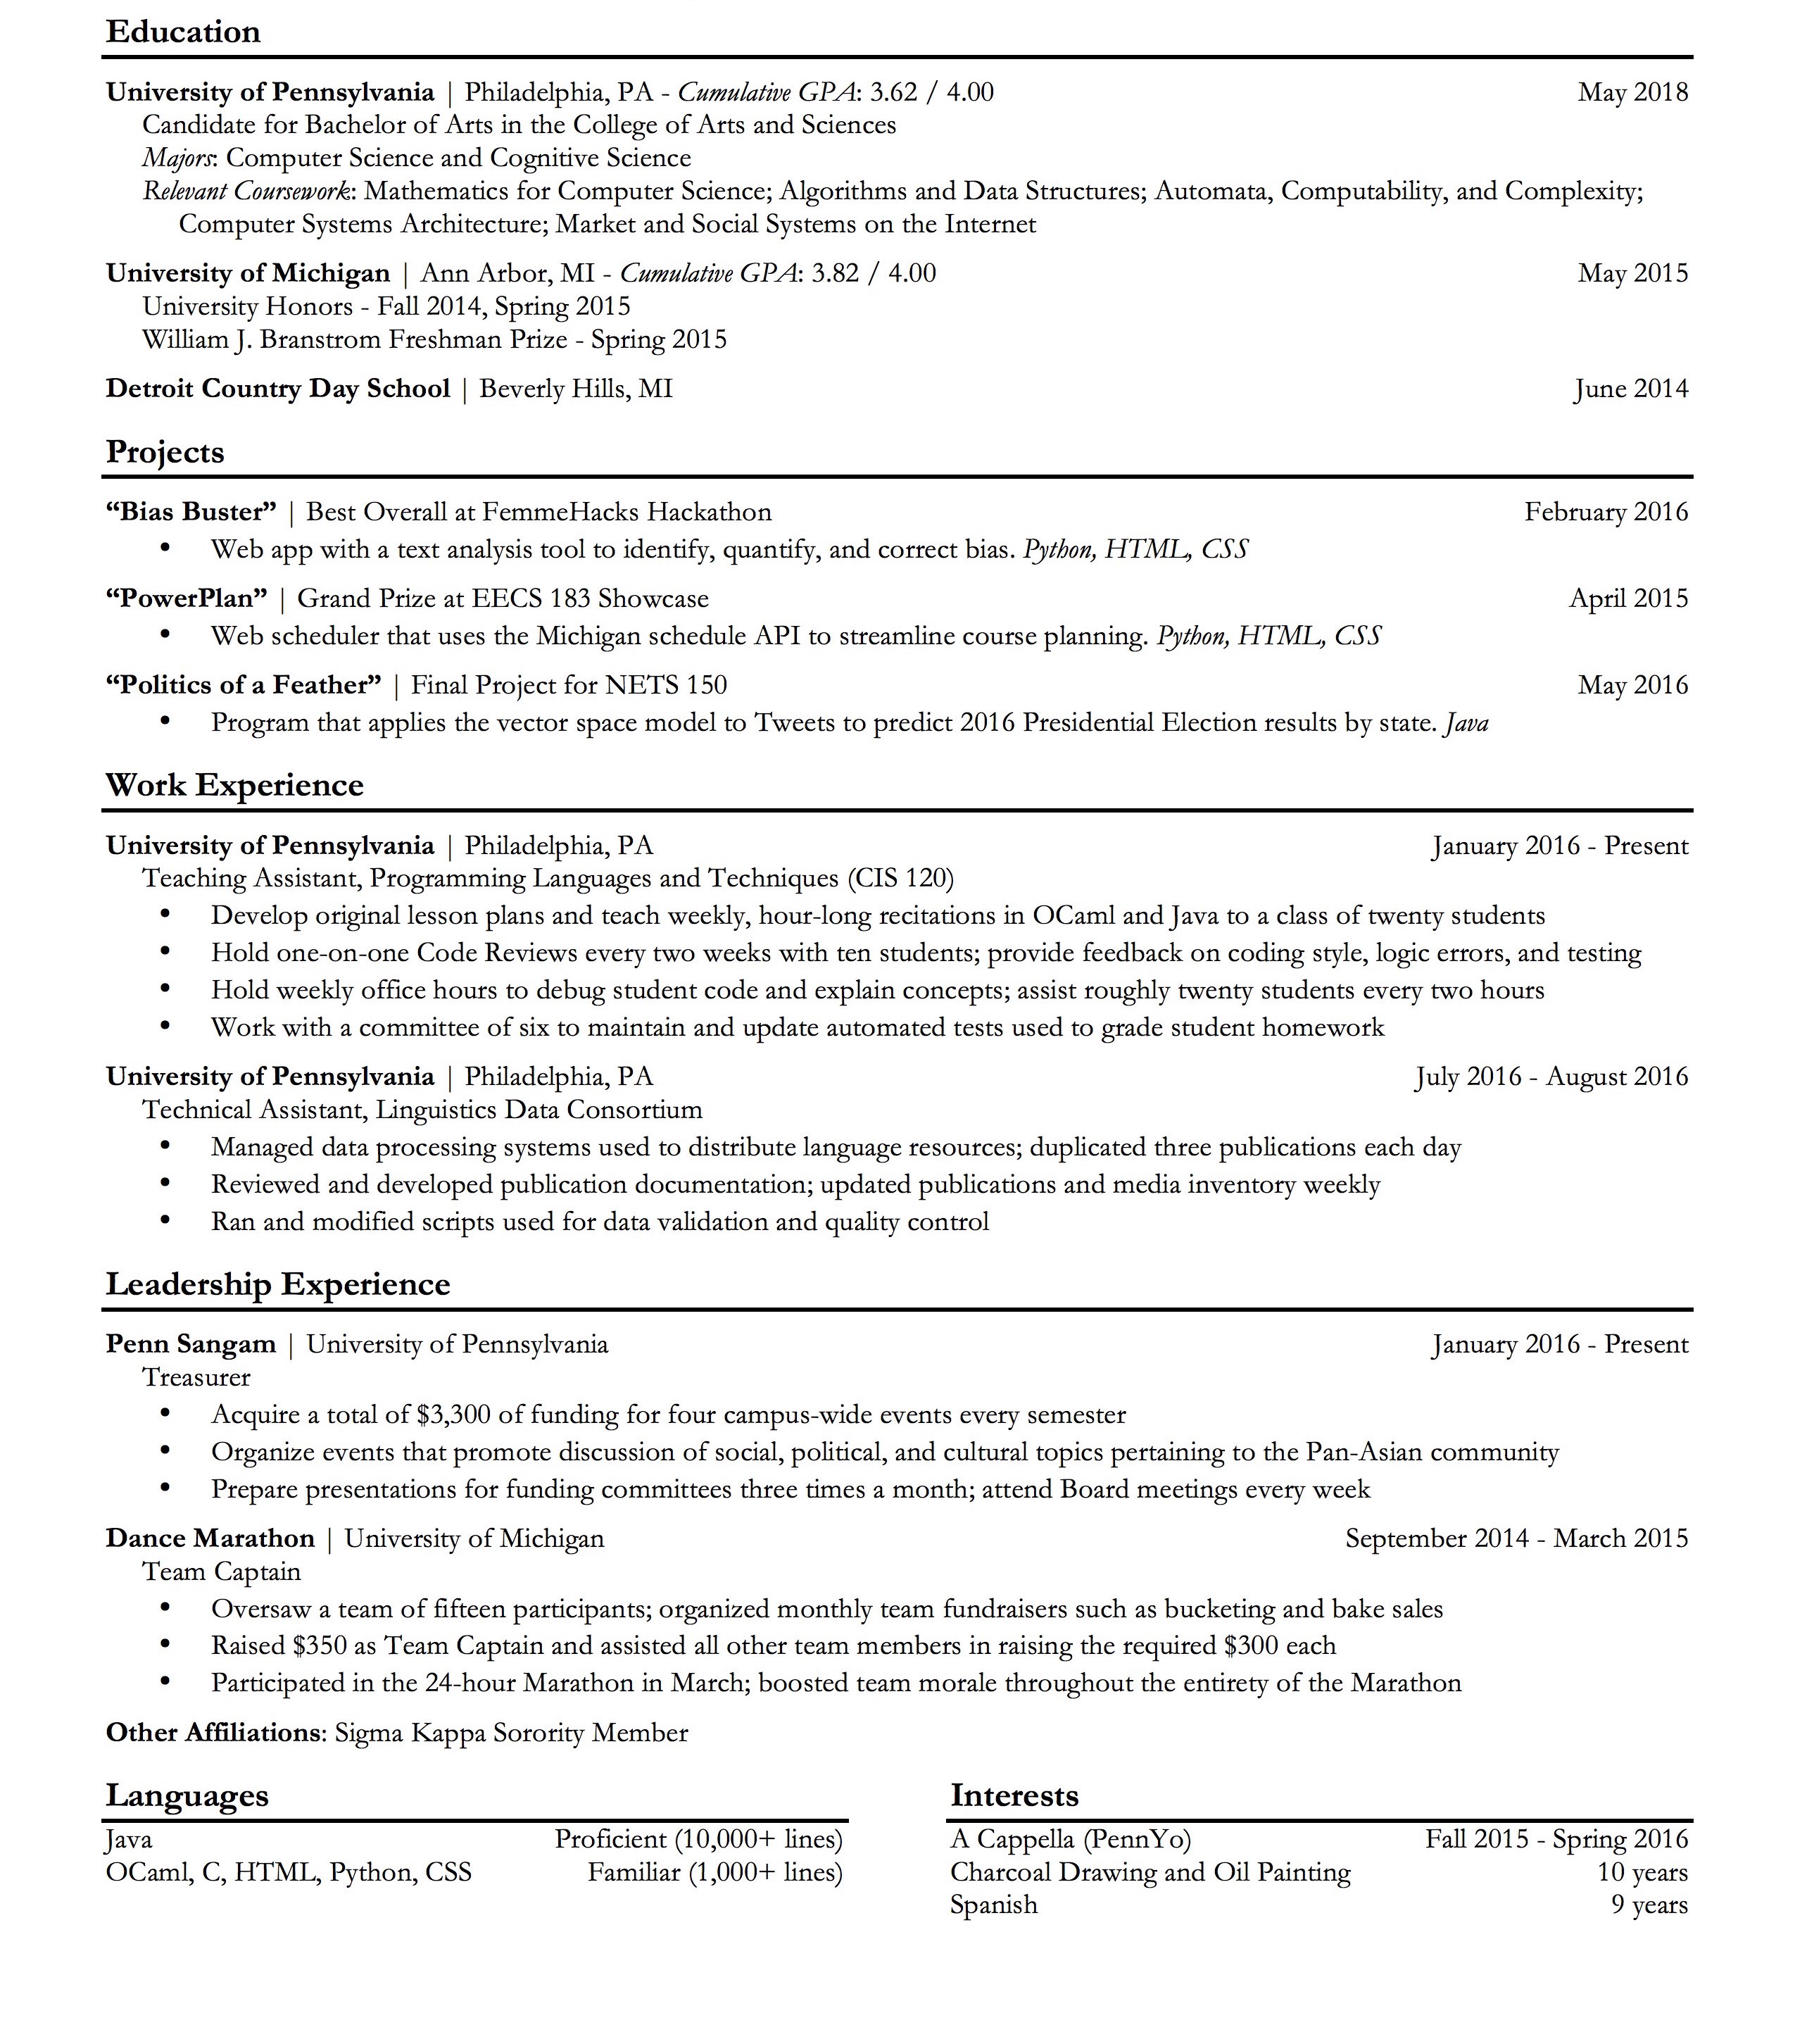 Education
University of Pennsylvania | Philadelphia, PA - Cumulative GPA: 3.62 / 4.00 May 2018
Candidate for Bachelor of Arts in the College of Arts and Sciences
Majors: Computer Science and Cognitive Science
Relevant Coursework: Mathematics for Computer Science; Algorithms and Data Structures; Automata, Computability, and Complexity;
Computer Systems Architecture; Market and Social Systems on the Internet
University of Michigan | Ann Arbor, MI - Cumulative GPA: 3.82 / 4.00 May 2015
University Honors - Fall 2014, Spring 2015
William J. Branstrom Freshman Prize - Spring 2015
Detroit Country Day School | Beverly Hills, MI June 2014
Projects
“Bias Buster” | Best Overall at FemmeHacks Hackathon February 2016
• Web app with a text analysis tool to identify, quantify, and correct bias. Python, HTML, CSS
“PowerPlan” | Grand Prize at EECS 183 Showcase April 2015
• Web scheduler that uses the Michigan schedule API to streamline course planning. Python, HTML, CSS
“Politics of a Feather” | Final Project for NETS 150 May 2016
• Program that applies the vector space model to Tweets to predict 2016 Presidential Election results by state. Java
Work Experience
University of Pennsylvania | Philadelphia, PA January 2016 - Present
Teaching Assistant, Programming Languages and Techniques (CIS 120)
• Develop original lesson plans and teach weekly, hour-long recitations in OCaml and Java to a class of twenty students
• Hold one-on-one Code Reviews every two weeks with ten students; provide feedback on coding style, logic errors, and testing
• Hold weekly office hours to debug student code and explain concepts; assist roughly twenty students every two hours
• Work with a committee of six to maintain and update automated tests used to grade student homework
University of Pennsylvania | Philadelphia, PA July 2016 - August 2016
Technical Assistant, Linguistics Data Consortium
• Managed data processing systems used to distribute language resources; duplicated three publications each day
• Reviewed and developed publication documentation; updated publications and media inventory weekly
• Ran and modified scripts used for data validation and quality control
Leadership Experience
Penn Sangam | University of Pennsylvania January 2016 - Present
Treasurer
• Acquire a total of $3,300 of funding for four campus-wide events every semester
• Organize events that promote discussion of social, political, and cultural topics pertaining to the Pan-Asian community
• Prepare presentations for funding committees three times a month; attend Board meetings every week
Dance Marathon | University of Michigan September 2014 - March 2015
Team Captain
• Oversaw a team of fifteen participants; organized monthly team fundraisers such as bucketing and bake sales
• Raised $350 as Team Captain and assisted all other team members in raising the required $300 each
• Participated in the 24-hour Marathon in March; boosted team morale throughout the entirety of the Marathon
Other Affiliations: Sigma Kappa Sorority Member
Languages
Java Proficient (10,000+ lines)
OCaml, C, HTML, Python, CSS Familiar (1,000+ lines)
Interests
A Cappella (PennYo) Fall 2015 - Spring 2016
Charcoal Drawing and Oil Painting 10 years
Spanish 9 years